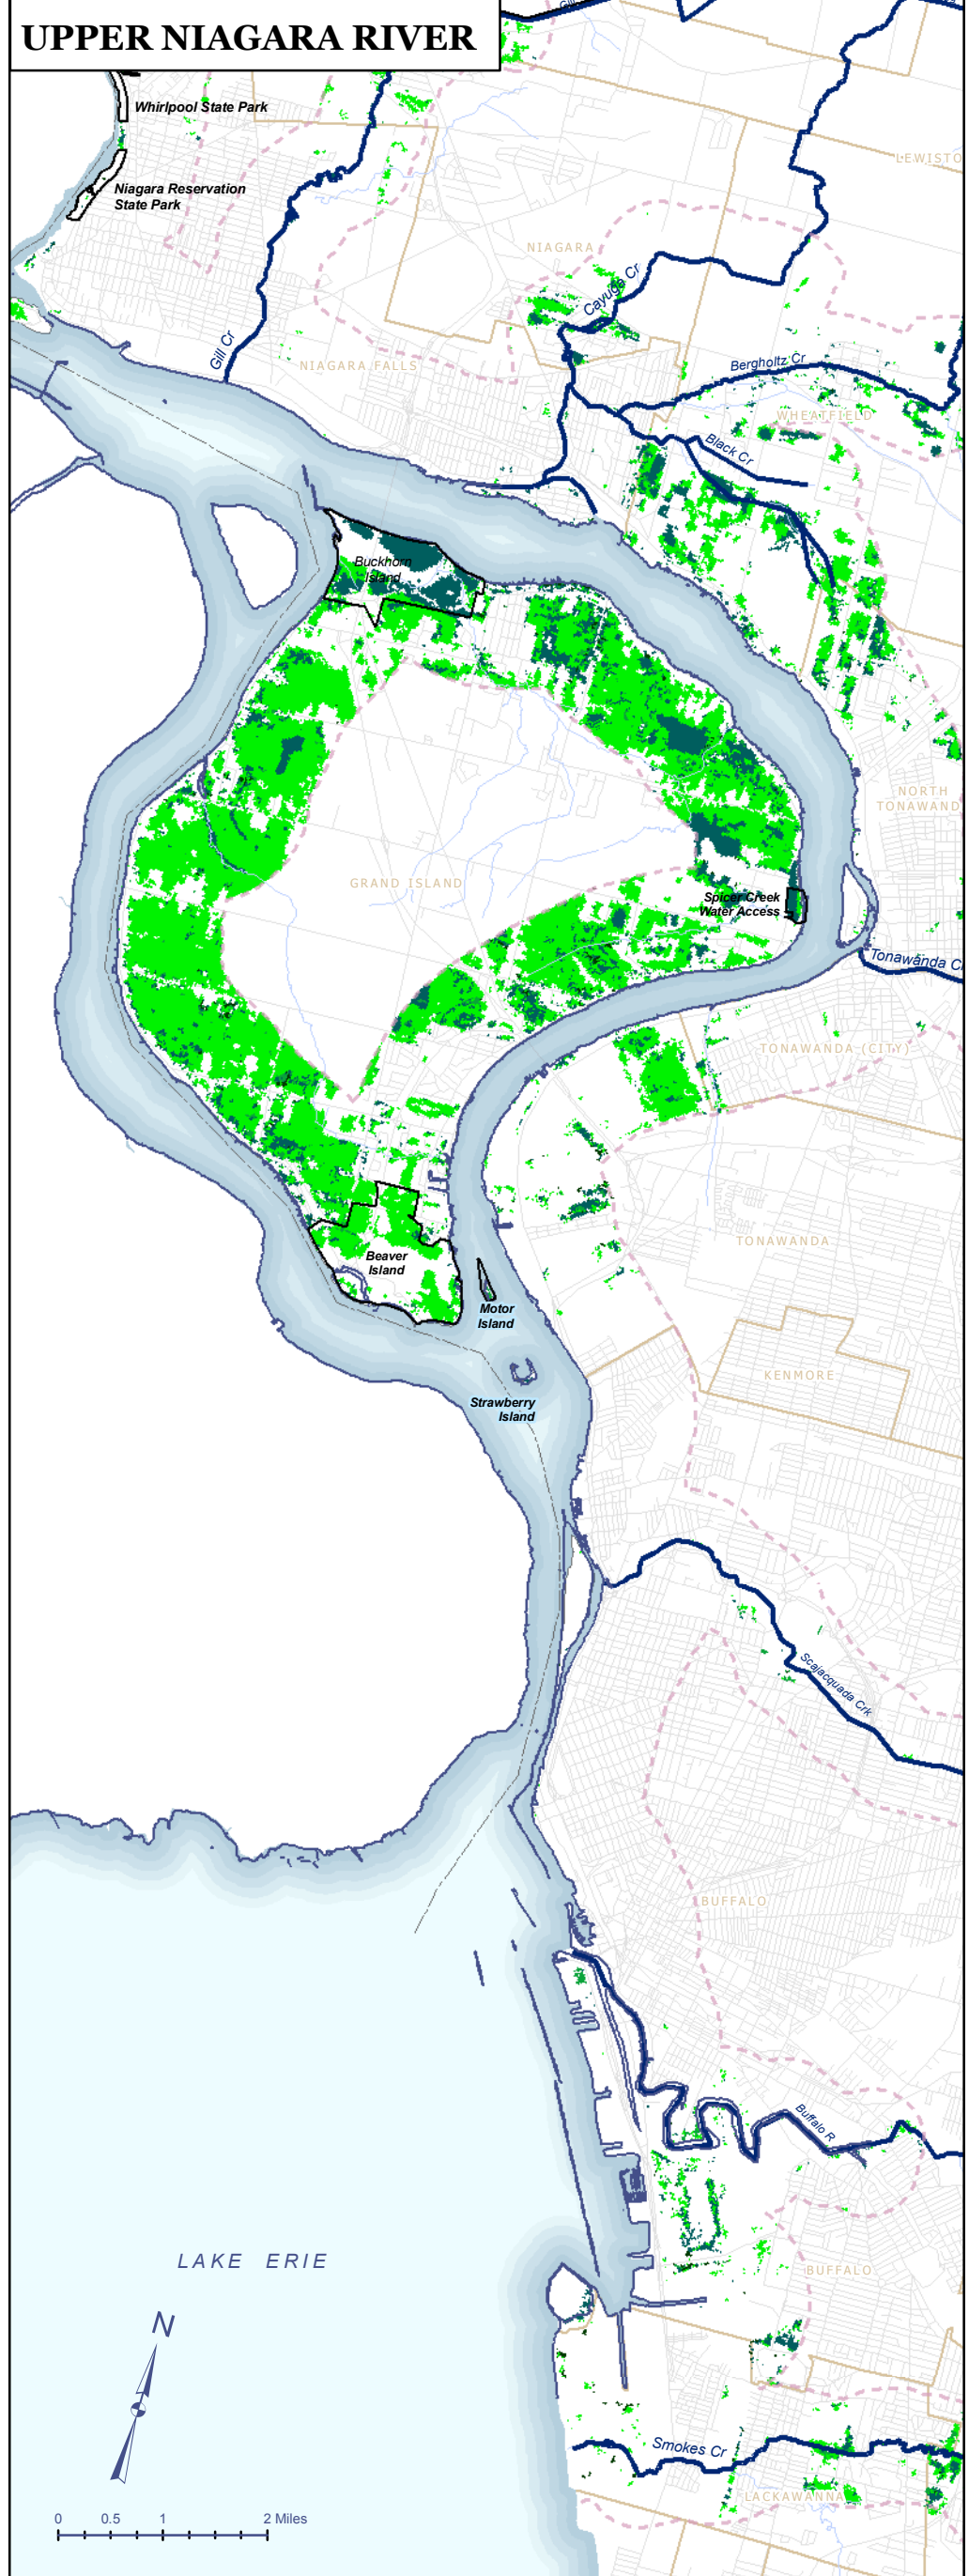 UPPER NIAGARA RIVER
Whirlpool State Park
LEWISTO
Niagara Reservation
State Park
NIAGARA
Cayuga Cr
Gill Cr
NIAGARA FALLS
Bergholtz Cr
WHEATFIELD
Black Cr
Buckhorn
Island
NORTH
TONAWAND
GRAND ISLAND
Spicer Creek
Water Access
Tonawanda C
TONAWANDA (CITY)
TONAWANDA
Beaver
Island
Motor
Island
KENMORE
Strawberry
Island
Scajacquada Crk
BUFFALO
Buffalo R
LAKE ERIE
BUFFALO
N
Smokes Cr
LACKAWANNA
0 0.5 1 2 Miles